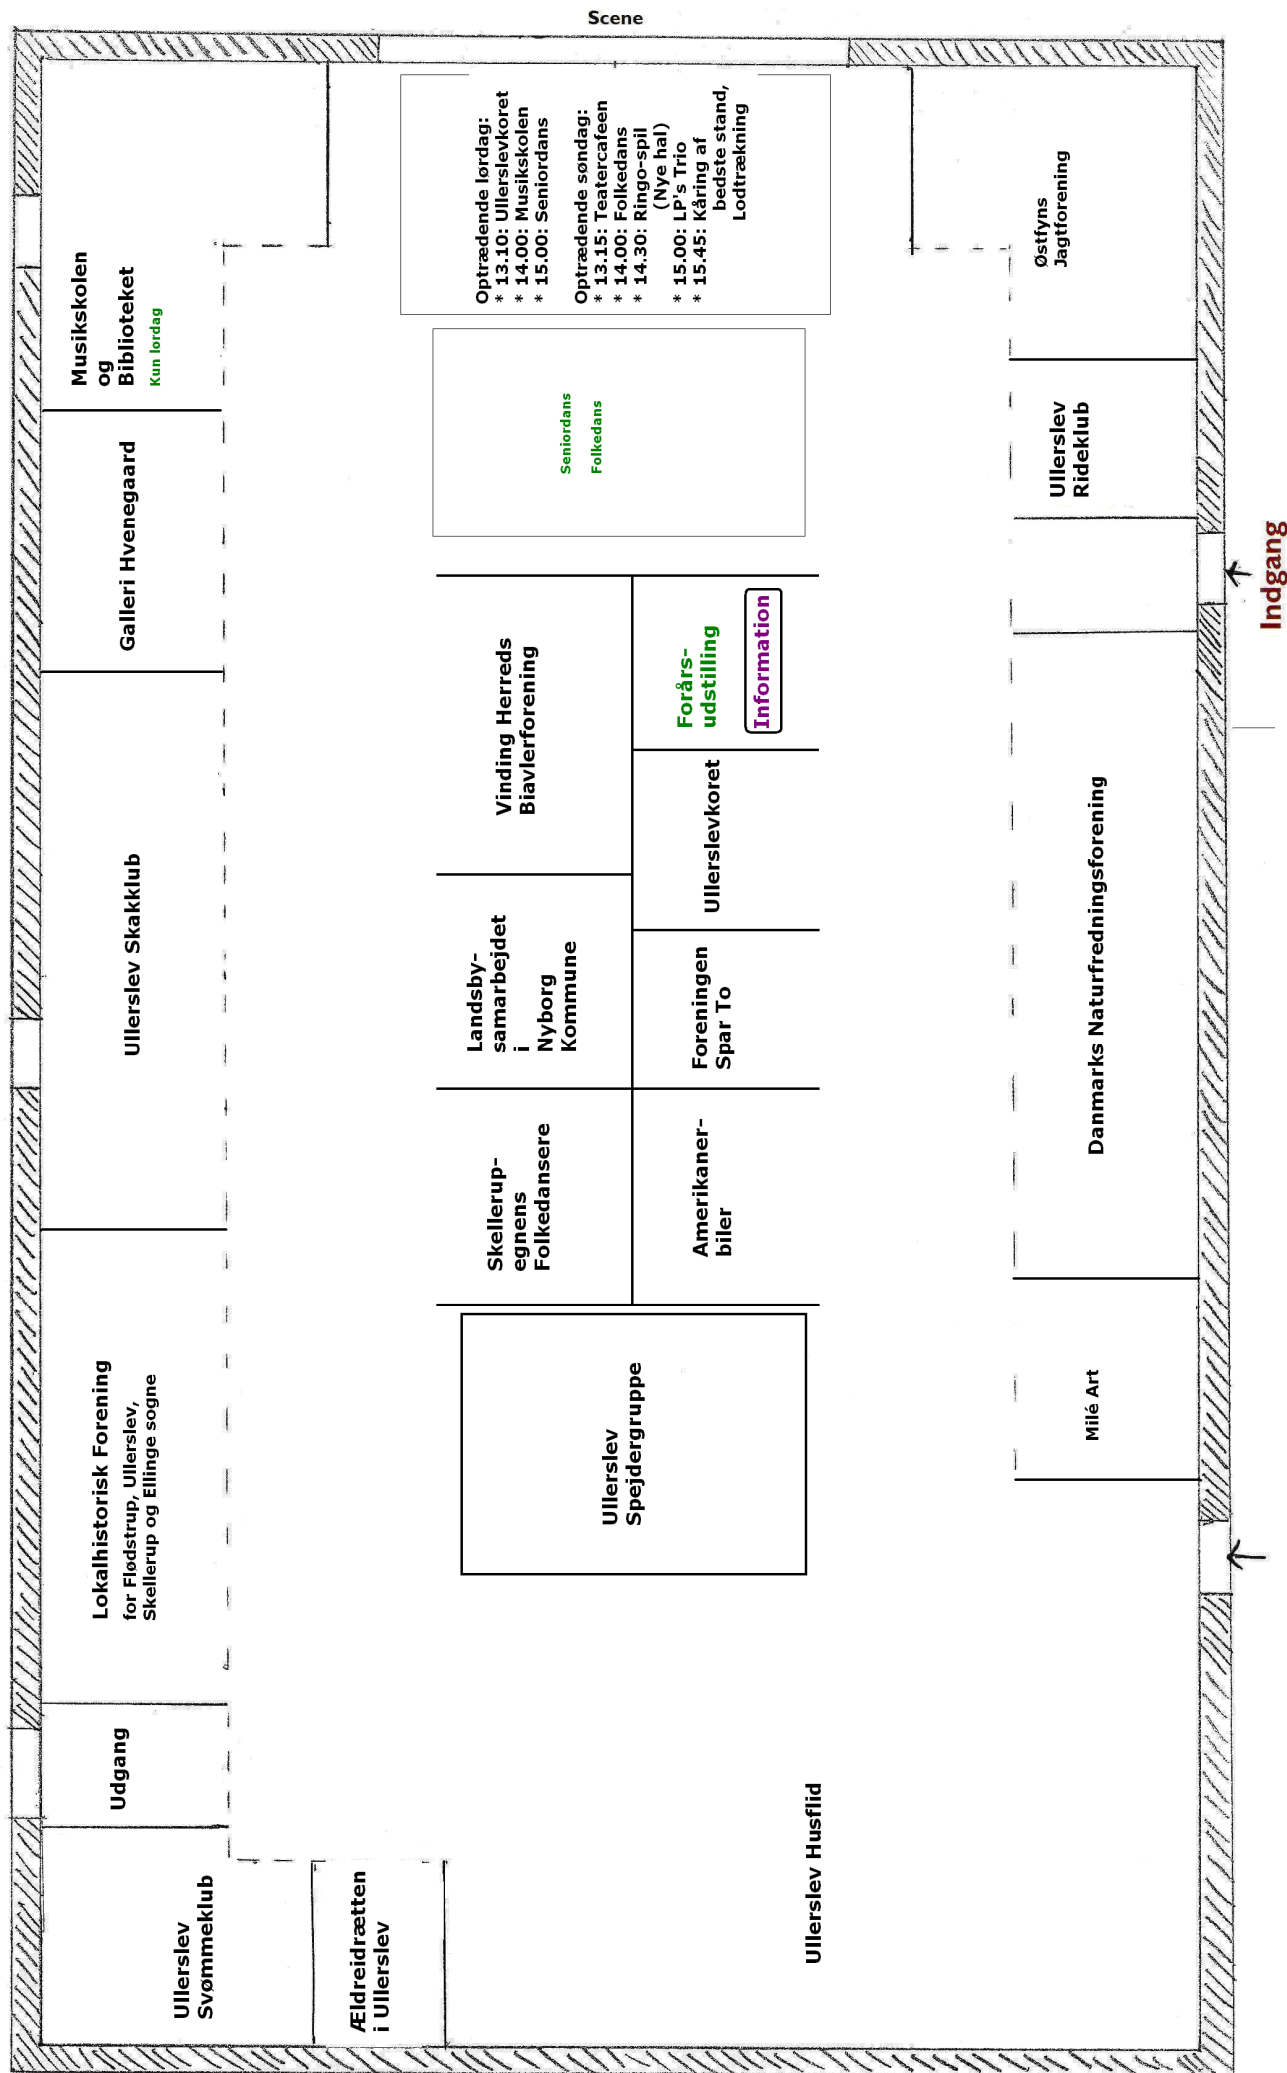 Scene
Optrædende lørdag:
* 13.10: Ullerslevkoret
* 14.00: Musikskolen
* 15.00: Seniordans
Optrædende søndag:
* 13.15: Teatercafeen
* 14.00: Folkedans
* 14.30: Ringo-spil
(Nye hal)
* 15.00: LP's Trio
* 15.45: Kåring af
bedste stand,
Lodtrækning
Musikskolen
og
Biblioteket
Kun lørdag
Østfyns
Jagtforening
Seniordans
Folkedans
Galleri Hvenegaard
Ullerslev
Rideklub
Indgang
Vinding Herreds
Biavlerforening
Forårs-
udstilling
Information
Ullerslev Skakklub
Ullerslevkoret
Landsby-
samarbejdet
i
Nyborg
Kommune
Foreningen
Spar To
Danmarks Naturfredningsforening
Skellerup-
egnens
Folkedansere
Amerikaner-
biler
Lokalhistorisk Forening
for Flødstrup, Ullerslev,
Skellerup og Ellinge sogne
Ullerslev
Spejdergruppe
Milé Art
Udgang
Ullerslev
Svømmeklub
Ældreidrætten
i Ullerslev
Ullerslev Husflid